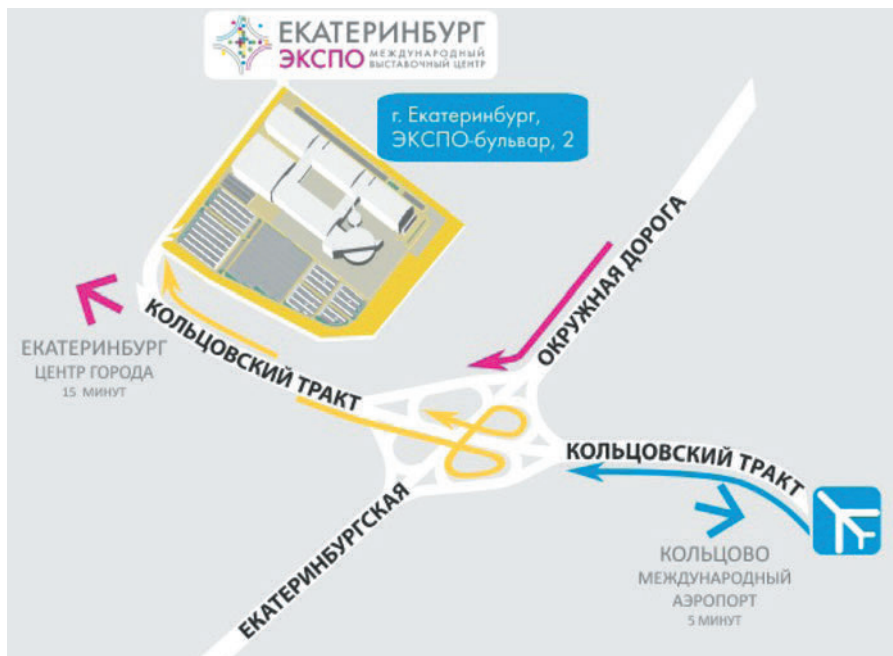 ЕКАТЕРИНБУРГ
ЭКСПО МЕЖДУНАРОДНЫЙ
ВЫСТАВОЧНЫЙ ЦЕНТР
г. Екатеринбург,
ЭКСПО-бульвар, 2
ОКРУЖНАЯ ДОРОГА
КОЛЬЦОВСКИЙ ТРАКТ
ЕКАТЕРИНБУРГ
ЦЕНТР ГОРОДА
15 МИНУТ
КОЛЬЦОВСКИЙ ТРАКТ
ЕКАТЕРИНБУРГСКАЯ
КОЛЬЦОВО
МЕЖДУНАРОДНЫЙ
АЭРОПОРТ
5 МИНУТ